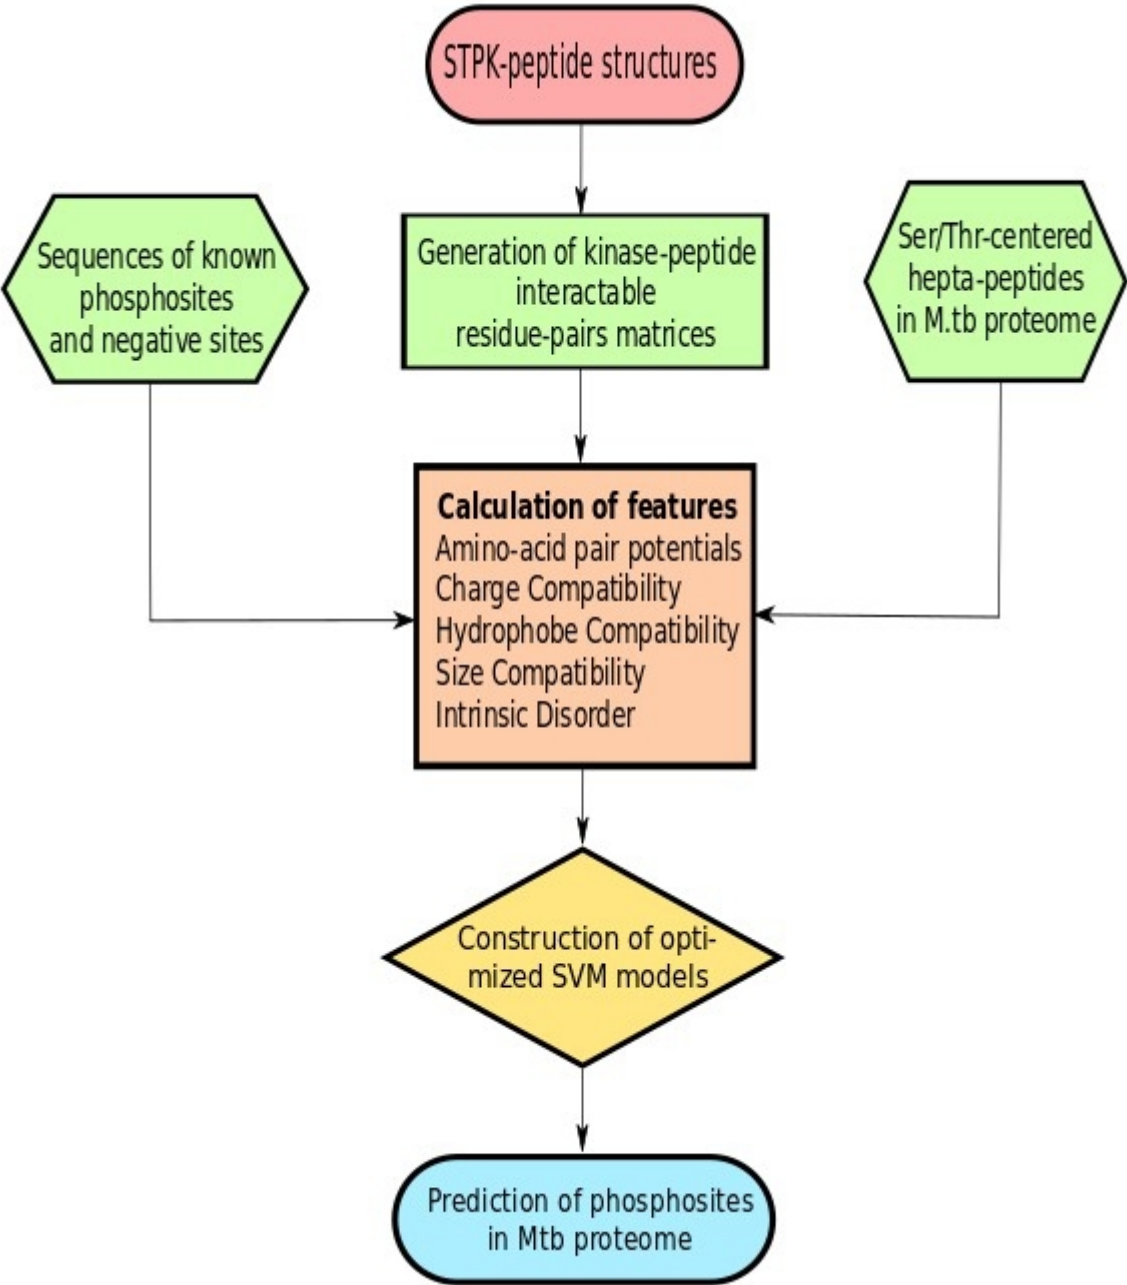 STPK-peptide structures
Sequences of known
phosphosites
and negative sites
Generation of kinase-peptide
interactable
residue-pairs matrices
Ser/Thr-centered
hepta-peptides
in M.tb proteome
Calculation of features
Amino-acid pair potentials
Charge Compatibility
Hydrophobe Compatibility
Size Compatibility
Intrinsic Disorder
Construction of opti-
mized SVM models
Prediction of phosphosites
in Mtb proteome